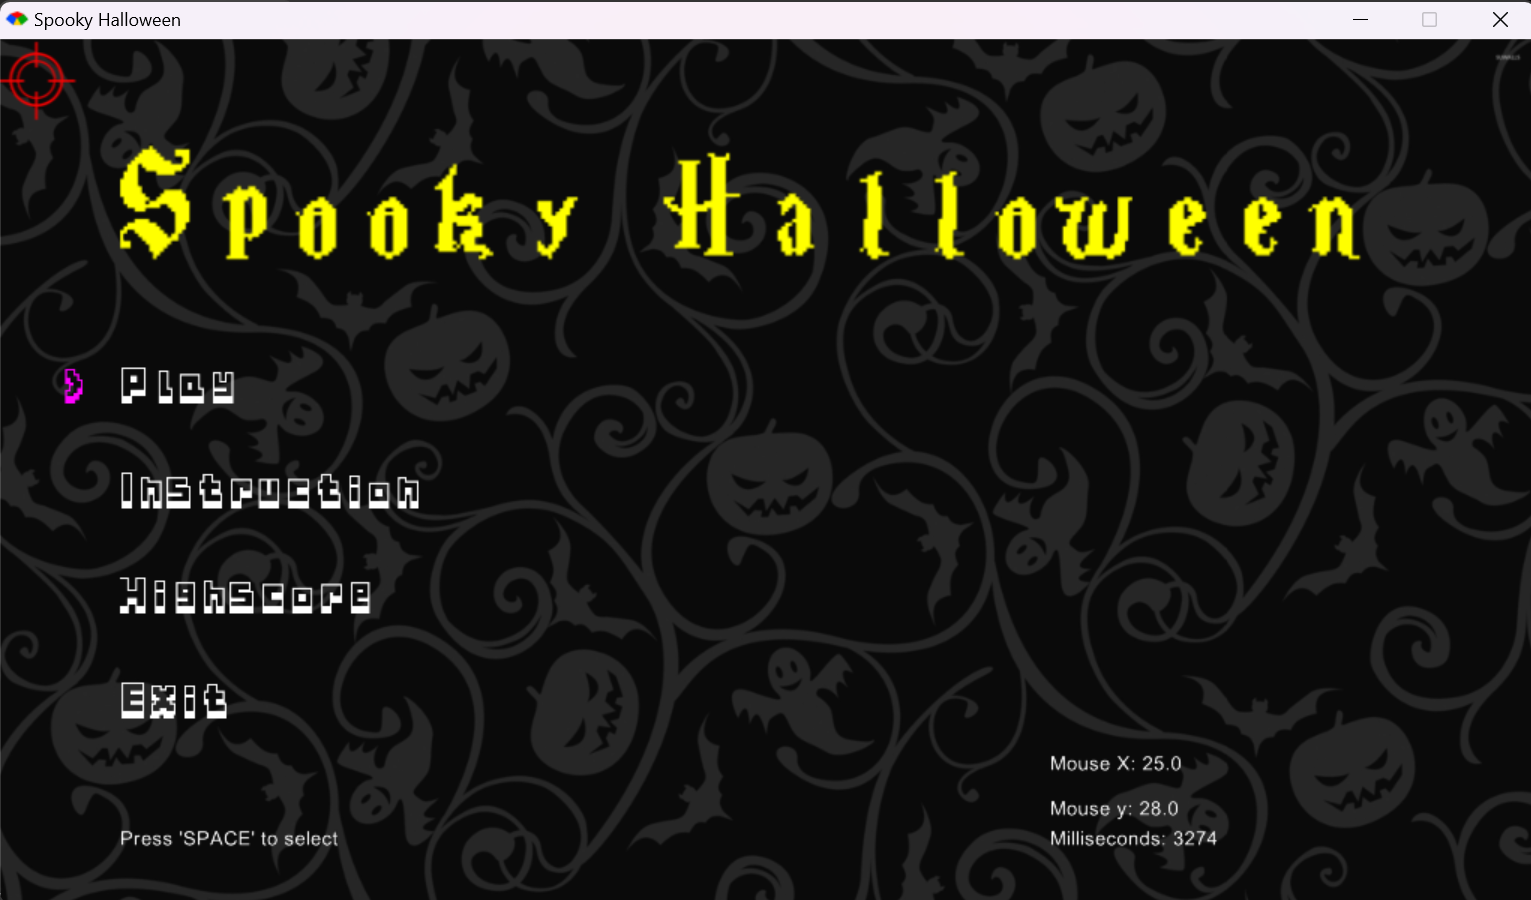 Spooky Halloween
Spooky Halloween
Play
Instruction
Highscore
Exit
Mouse X: 25.0
Mouse y: 28.0
Press 'SPACE' to select
Milliseconds: 3274